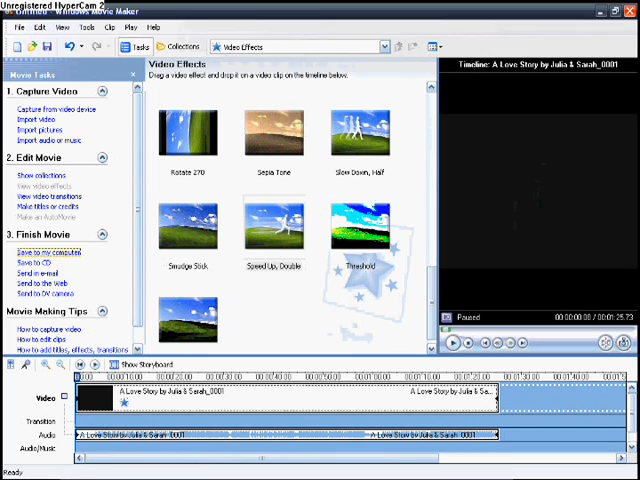 Unregistered HyperCam 2
Untitled - Windows Movie Maker
File Edit View Tools Clip Play Help
Tasks Collections Video Effects
Movie Tasks
1. Capture Video
Capture from video device
Import video
Import pictures
Import audio or music
2. Edit Movie
Show collections
View video effects
View video transitions
Make titles or credits
Make an AutoMovie
3. Finish Movie
Save to my computer
Save to CD
Send in e-mail
Send to the Web
Send to DV camera
Movie Making Tips
How to capture video
How to edit clips
How to add titles, effects, transitions
Video Effects
Drag a video effect and drop it on a video clip on the timeline below.
Rotate 270 Sepia Tone Slow Down, Half
Smudge Stick Speed Up, Double Threshold
Timeline: A Love Story by Julia & Sarah_0001
Paused 00:00:00.00 / 00:01:25.73
Show Storyboard
Video A Love Story by Julia & Sarah_0001 A Love Story by Julia & Sa...
Transition
Audio A Love Story by Julia & Sarah_0001 A Love Story by Julia & Sarah_0001
Audio/Music
Ready